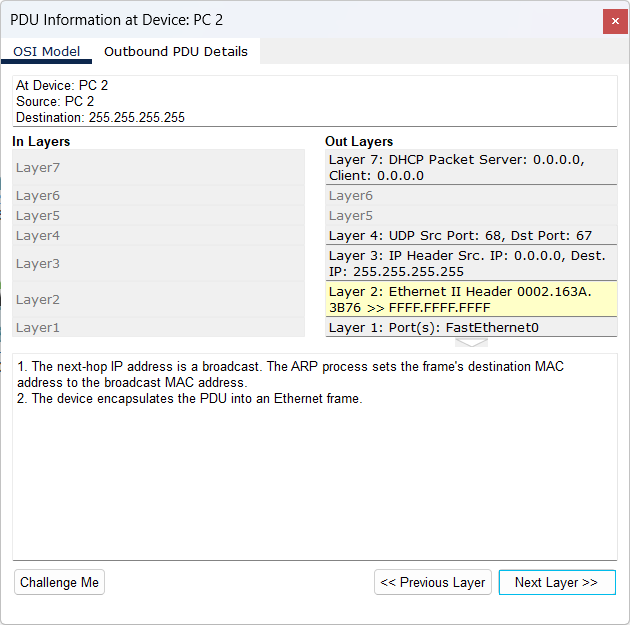 PDU Information at Device: PC 2
OSI Model
Outbound PDU Details
At Device: PC 2
Source: PC 2
Destination: 255.255.255.255
In Layers
Layer7
Layer6
Layer5
Layer4
Layer3
Layer2
Layer1
Out Layers
Layer 7: DHCP Packet Server: 0.0.0.0,
Client: 0.0.0.0
Layer6
Layer5
Layer 4: UDP Src Port: 68, Dst Port: 67
Layer 3: IP Header Src. IP: 0.0.0.0, Dest.
IP: 255.255.255.255
Layer 2: Ethernet II Header 0002.163A.
3B76 >> FFFF.FFFF.FFFF
Layer 1: Port(s): FastEthernet0
1. The next-hop IP address is a broadcast. The ARP process sets the frame's destination MAC
address to the broadcast MAC address.
2. The device encapsulates the PDU into an Ethernet frame.
Challenge Me
<< Previous Layer
Next Layer >>